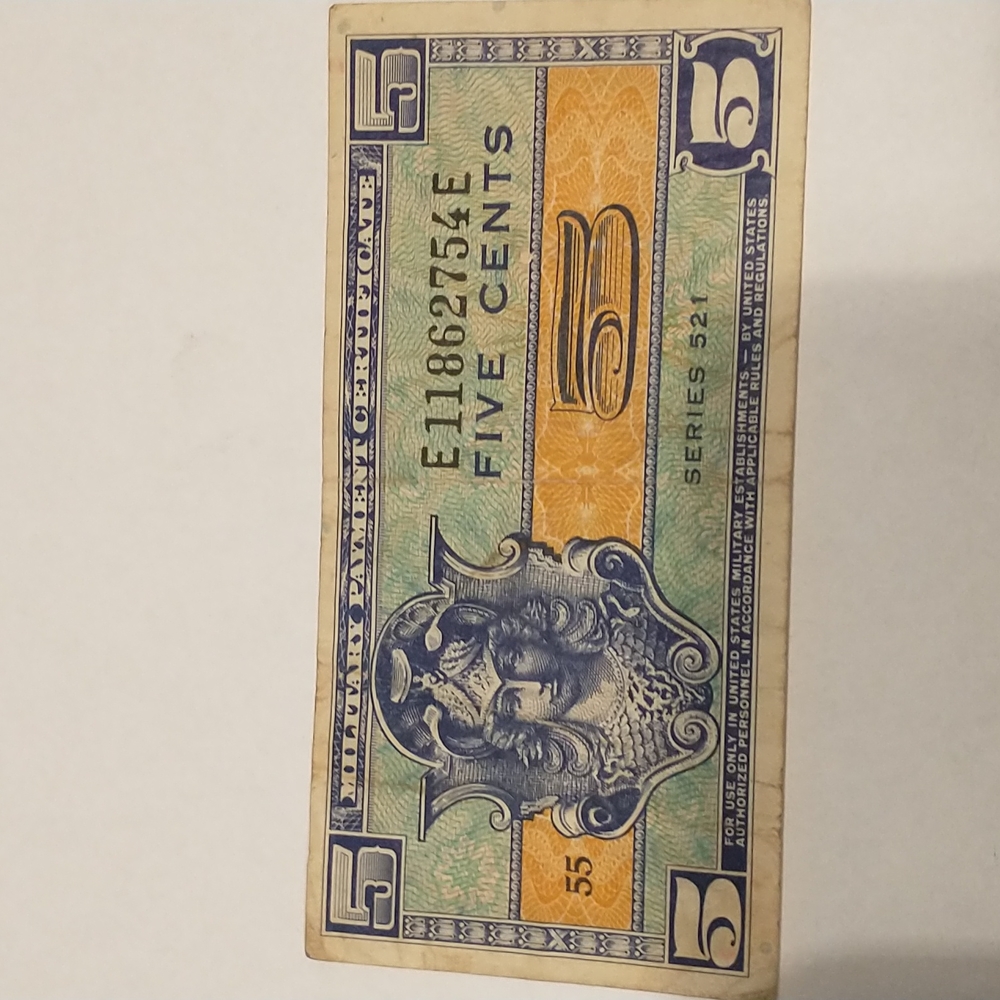 5
MILITARY PAYMENT CERTIFICATE
5
E11862754E
FIVE CENTS
55
5
SERIES 521
5
FOR USE ONLY IN UNITED STATES MILITARY ESTABLISHMENTS — BY UNITED STATES
AUTHORIZED PERSONNEL IN ACCORDANCE WITH APPLICABLE RULES AND REGULATIONS.
5